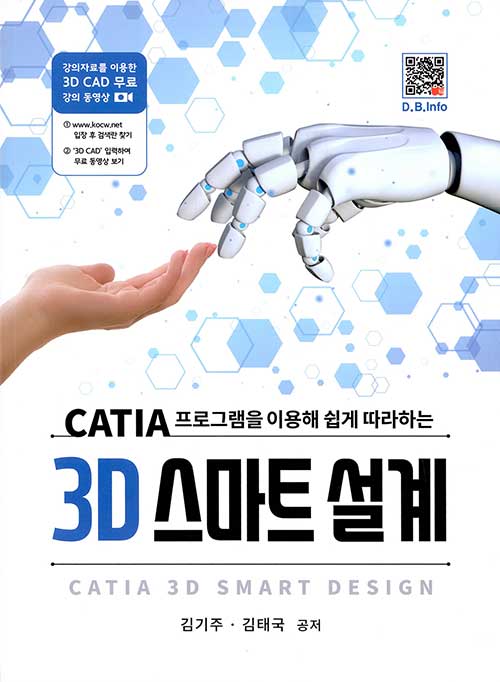 강의자료를 이용한
3D CAD 무료
강의 동영상
① www.kocw.net
입장 후 검색란 찾기
② '3D CAD' 입력하여
무료 동영상 보기
D.B.Info
CATIA 프로그램을 이용해 쉽게 따라하는
3D 스마트 설계
CATIA 3D SMART DESIGN
김기주 · 김태국 공저